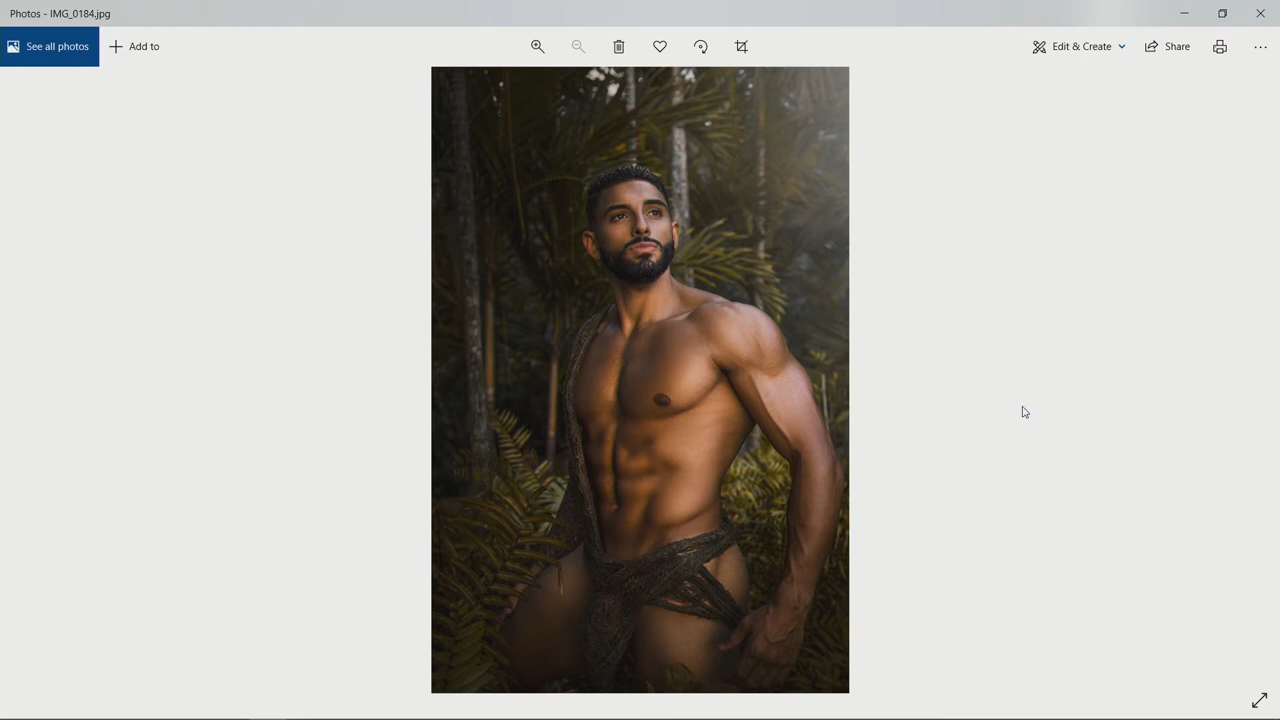 Photos - IMG_0184.jpg
See all photos
Add to
Edit & Create
Share